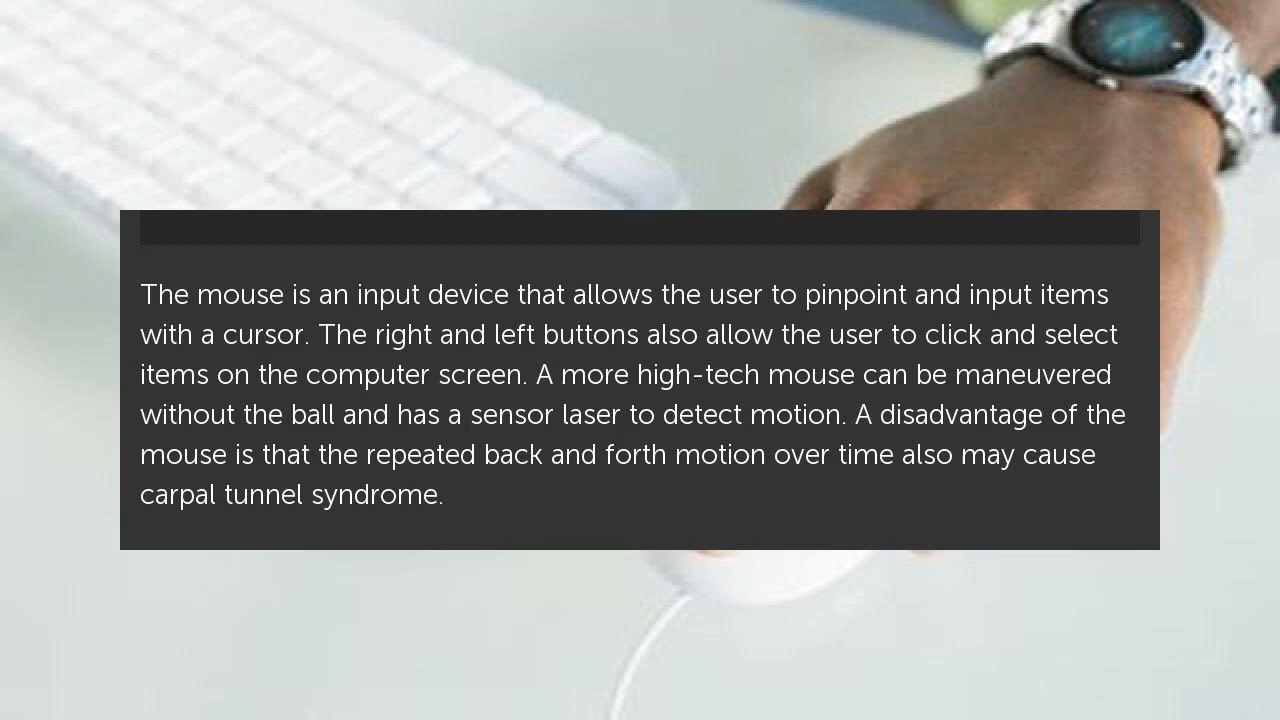 The mouse is an input device that allows the user to pinpoint and input items
with a cursor. The right and left buttons also allow the user to click and select
items on the computer screen. A more high-tech mouse can be maneuvered
without the ball and has a sensor laser to detect motion. A disadvantage of the
mouse is that the repeated back and forth motion over time also may cause
carpal tunnel syndrome.